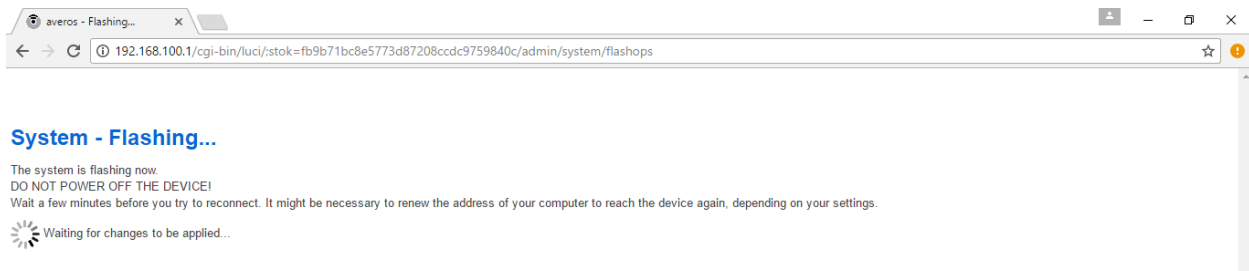 averos - Flashing...
192.168.100.1/cgi-bin/luci/;stok=fb9b71bc8e5773d87208ccdc9759840c/admin/system/flashops
System - Flashing...
The system is flashing now.
DO NOT POWER OFF THE DEVICE!
Wait a few minutes before you try to reconnect. It might be necessary to renew the address of your computer to reach the device again, depending on your settings.
Waiting for changes to be applied...